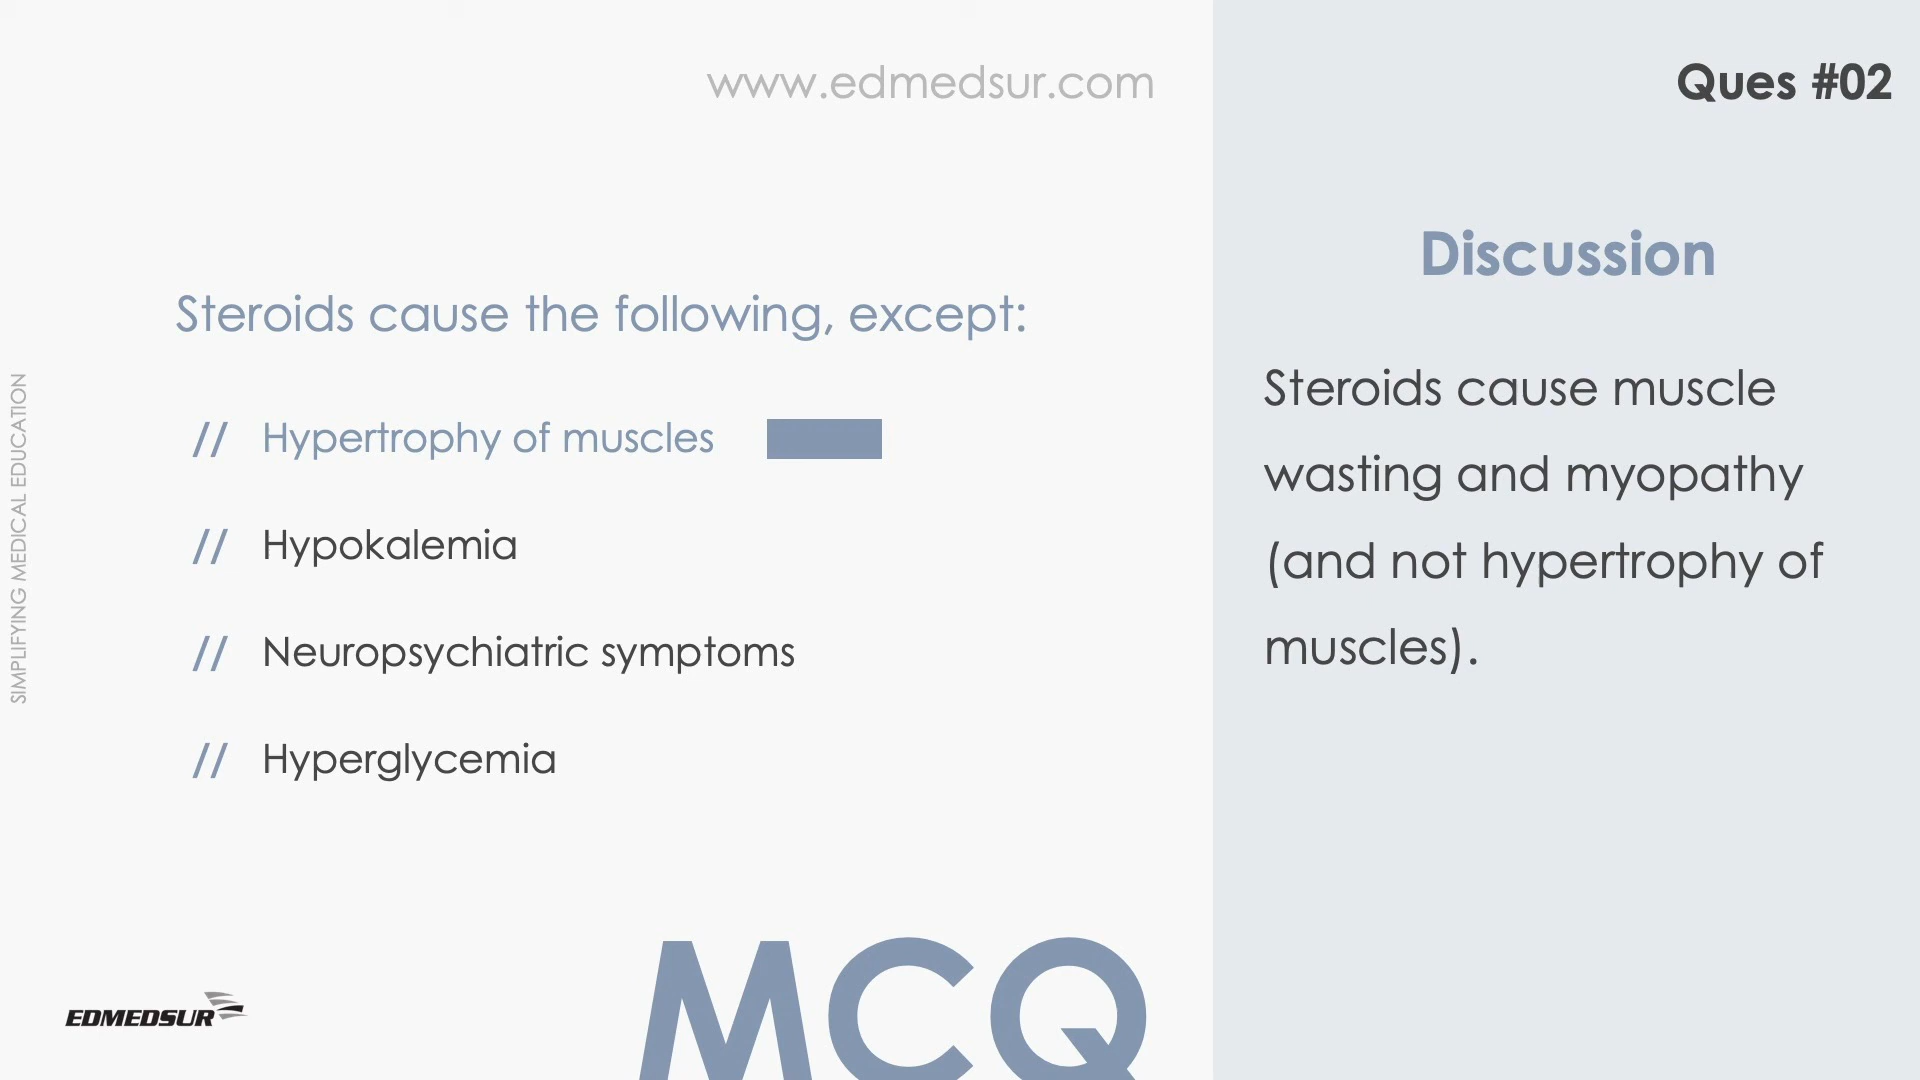 www.edmedsur.com
Ques #02
Steroids cause the following, except:
// Hypertrophy of muscles
// Hypokalemia
// Neuropsychiatric symptoms
// Hyperglycemia
Discussion
Steroids cause muscle
wasting and myopathy
(and not hypertrophy of
muscles).
SIMPLIFYING MEDICAL EDUCATION
EDMEDSUR
MCQ